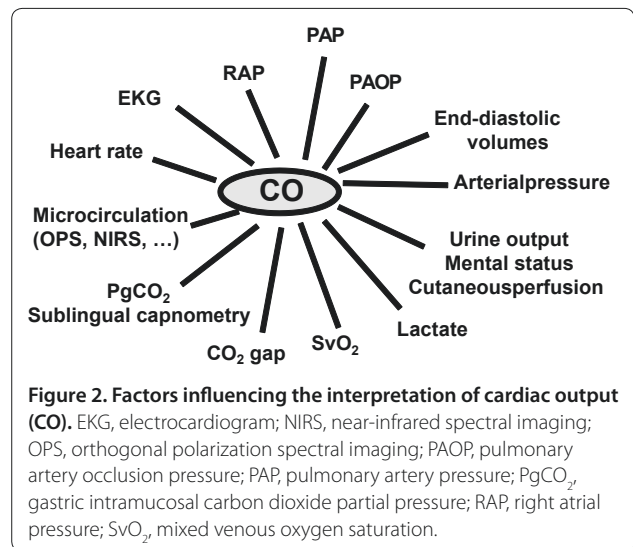 PAP
RAP
PAOP
EKG
End-diastolic
volumes
Heart rate
CO
Arterialpressure
Microcirculation
(OPS, NIRS, …)
Urine output
Mental status
Cutaneousperfusion
PgCO₂
Sublingual capnometry
Lactate
CO₂ gap
SvO₂
Figure 2. Factors influencing the interpretation of cardiac output
(CO). EKG, electrocardiogram; NIRS, near-infrared spectral imaging;
OPS, orthogonal polarization spectral imaging; PAOP, pulmonary
artery occlusion pressure; PAP, pulmonary artery pressure; PgCO₂,
gastric intramucosal carbon dioxide partial pressure; RAP, right atrial
pressure; SvO₂, mixed venous oxygen saturation.